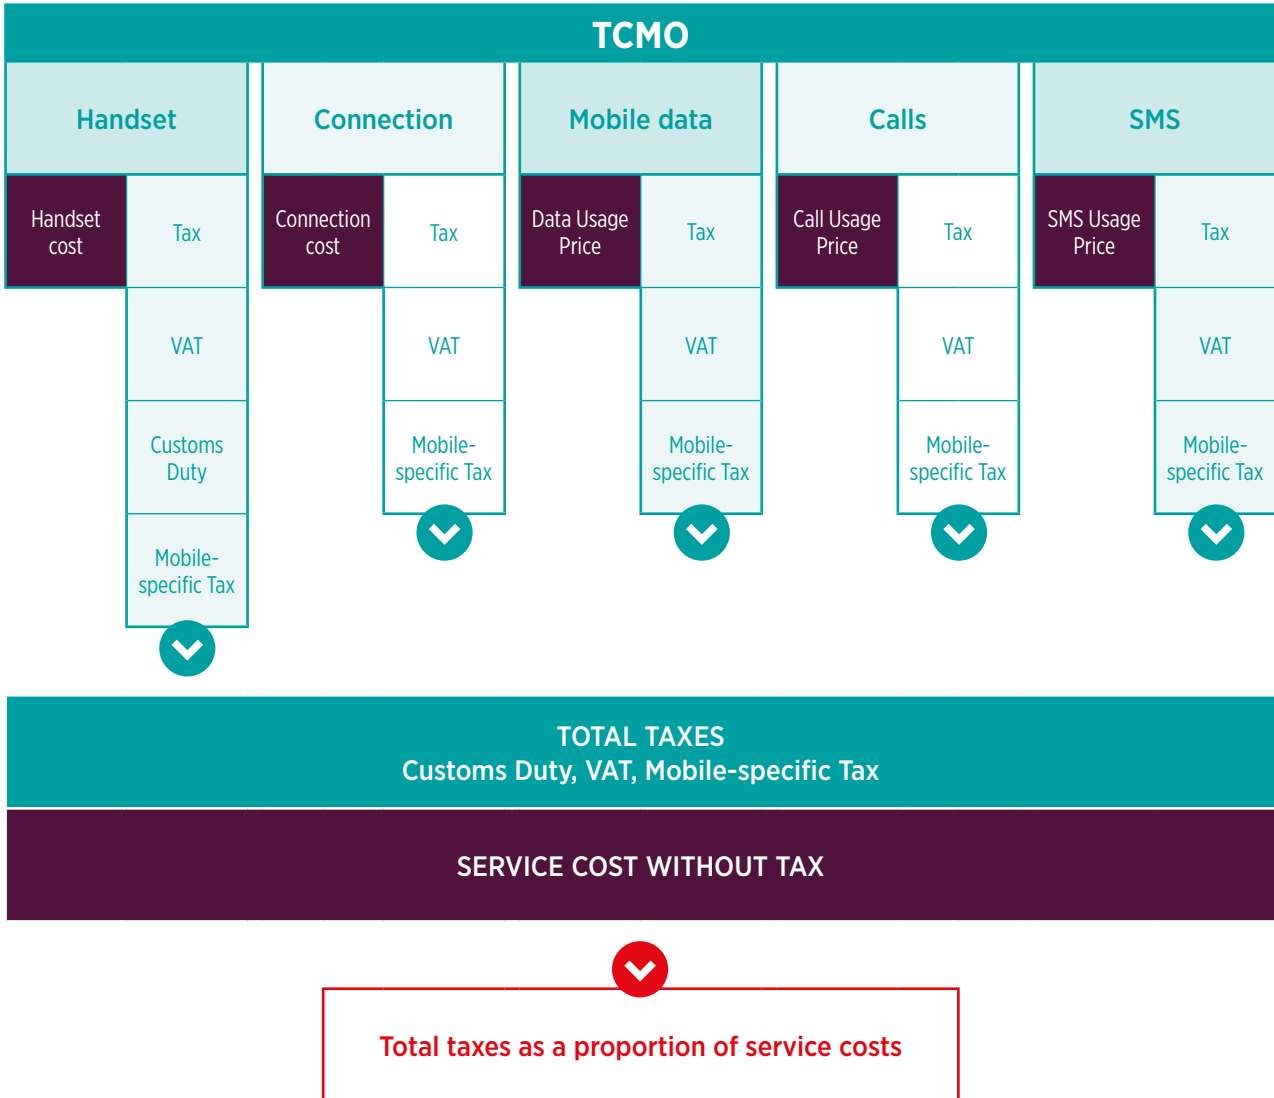 TCMO
Handset
Connection
Mobile data
Calls
SMS
Handset
cost
Tax
Connection
cost
Tax
Data Usage
Price
Tax
Call Usage
Price
Tax
SMS Usage
Price
Tax
VAT
VAT
VAT
VAT
VAT
Customs
Duty
Mobile-
specific Tax
Mobile-
specific Tax
Mobile-
specific Tax
Mobile-
specific Tax
Mobile-
specific Tax
TOTAL TAXES
Customs Duty, VAT, Mobile-specific Tax
SERVICE COST WITHOUT TAX
Total taxes as a proportion of service costs